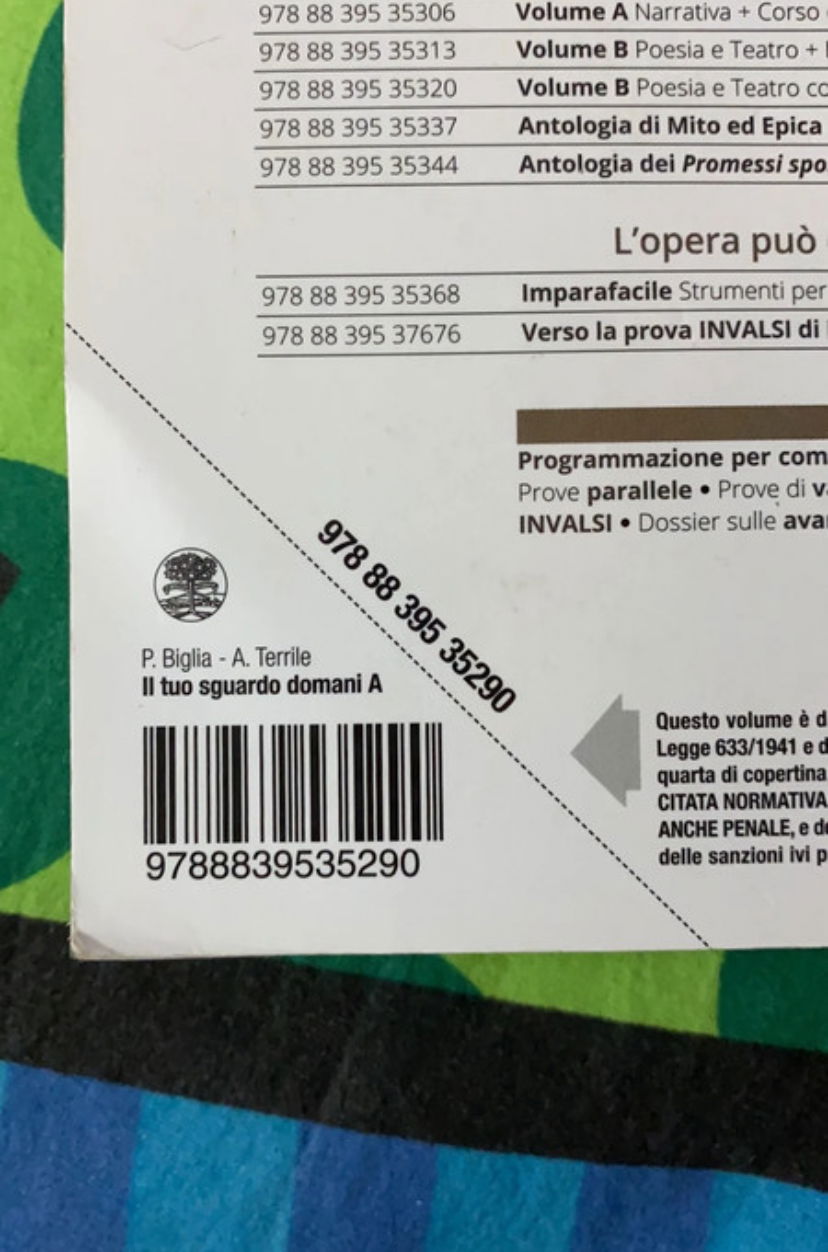 978 88 395 35306 Volume A Narrativa + Corso
978 88 395 35313 Volume B Poesia e Teatro +
978 88 395 35320 Volume B Poesia e Teatro co
978 88 395 35337 Antologia di Mito ed Epica
978 88 395 35344 Antologia dei Promessi spo
L'opera può
978 88 395 35368 Imparafacile Strumenti per
978 88 395 37676 Verso la prova INVALSI di
Programmazione per com
Prove parallele • Prove di va
INVALSI • Dossier sulle avan
978 88 395 35290
P. Biglia - A. Terrile
Il tuo sguardo domani A
9788839535290
Questo volume è d
Legge 633/1941 e d
quarta di copertina
CITATA NORMATIVA
ANCHE PENALE, e de
delle sanzioni ivi p